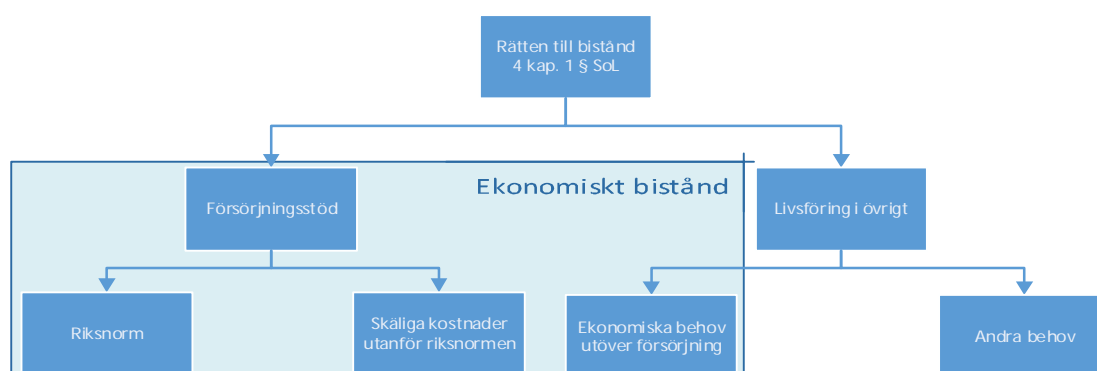 Rätten till bistånd
4 kap. 1 § SoL
Ekonomiskt bistånd
Försörjningsstöd
Livsföring i övrigt
Riksnorm
Skäliga kostnader
utanför riksnormen
Ekonomiska behov
utöver försörjning
Andra behov